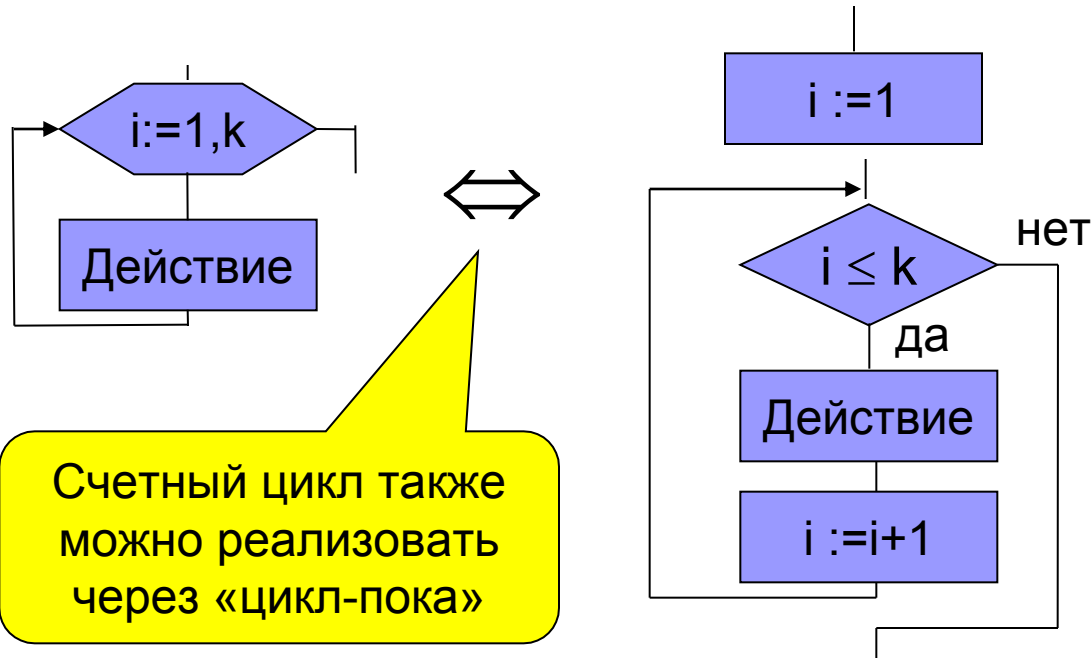 i:=1,k
Действие
Счетный цикл также
можно реализовать
через «цикл-пока»
i :=1
i ≤ k
нет
да
Действие
i :=i+1